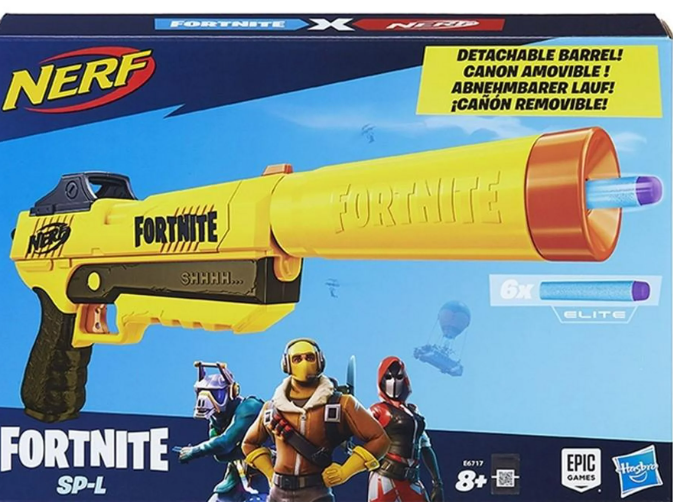 FORTNITE X NERF
NERF
DETACHABLE BARREL!
CANON AMOVIBLE !
ABNEHMBARER LAUF!
¡CAÑÓN REMOVIBLE!
FORTNITE
FORTNITE
NERF
SHHHH...
6x
ELITE
FORTNITE
SP-L
E6717
8+
EPIC
GAMES
Hasbro